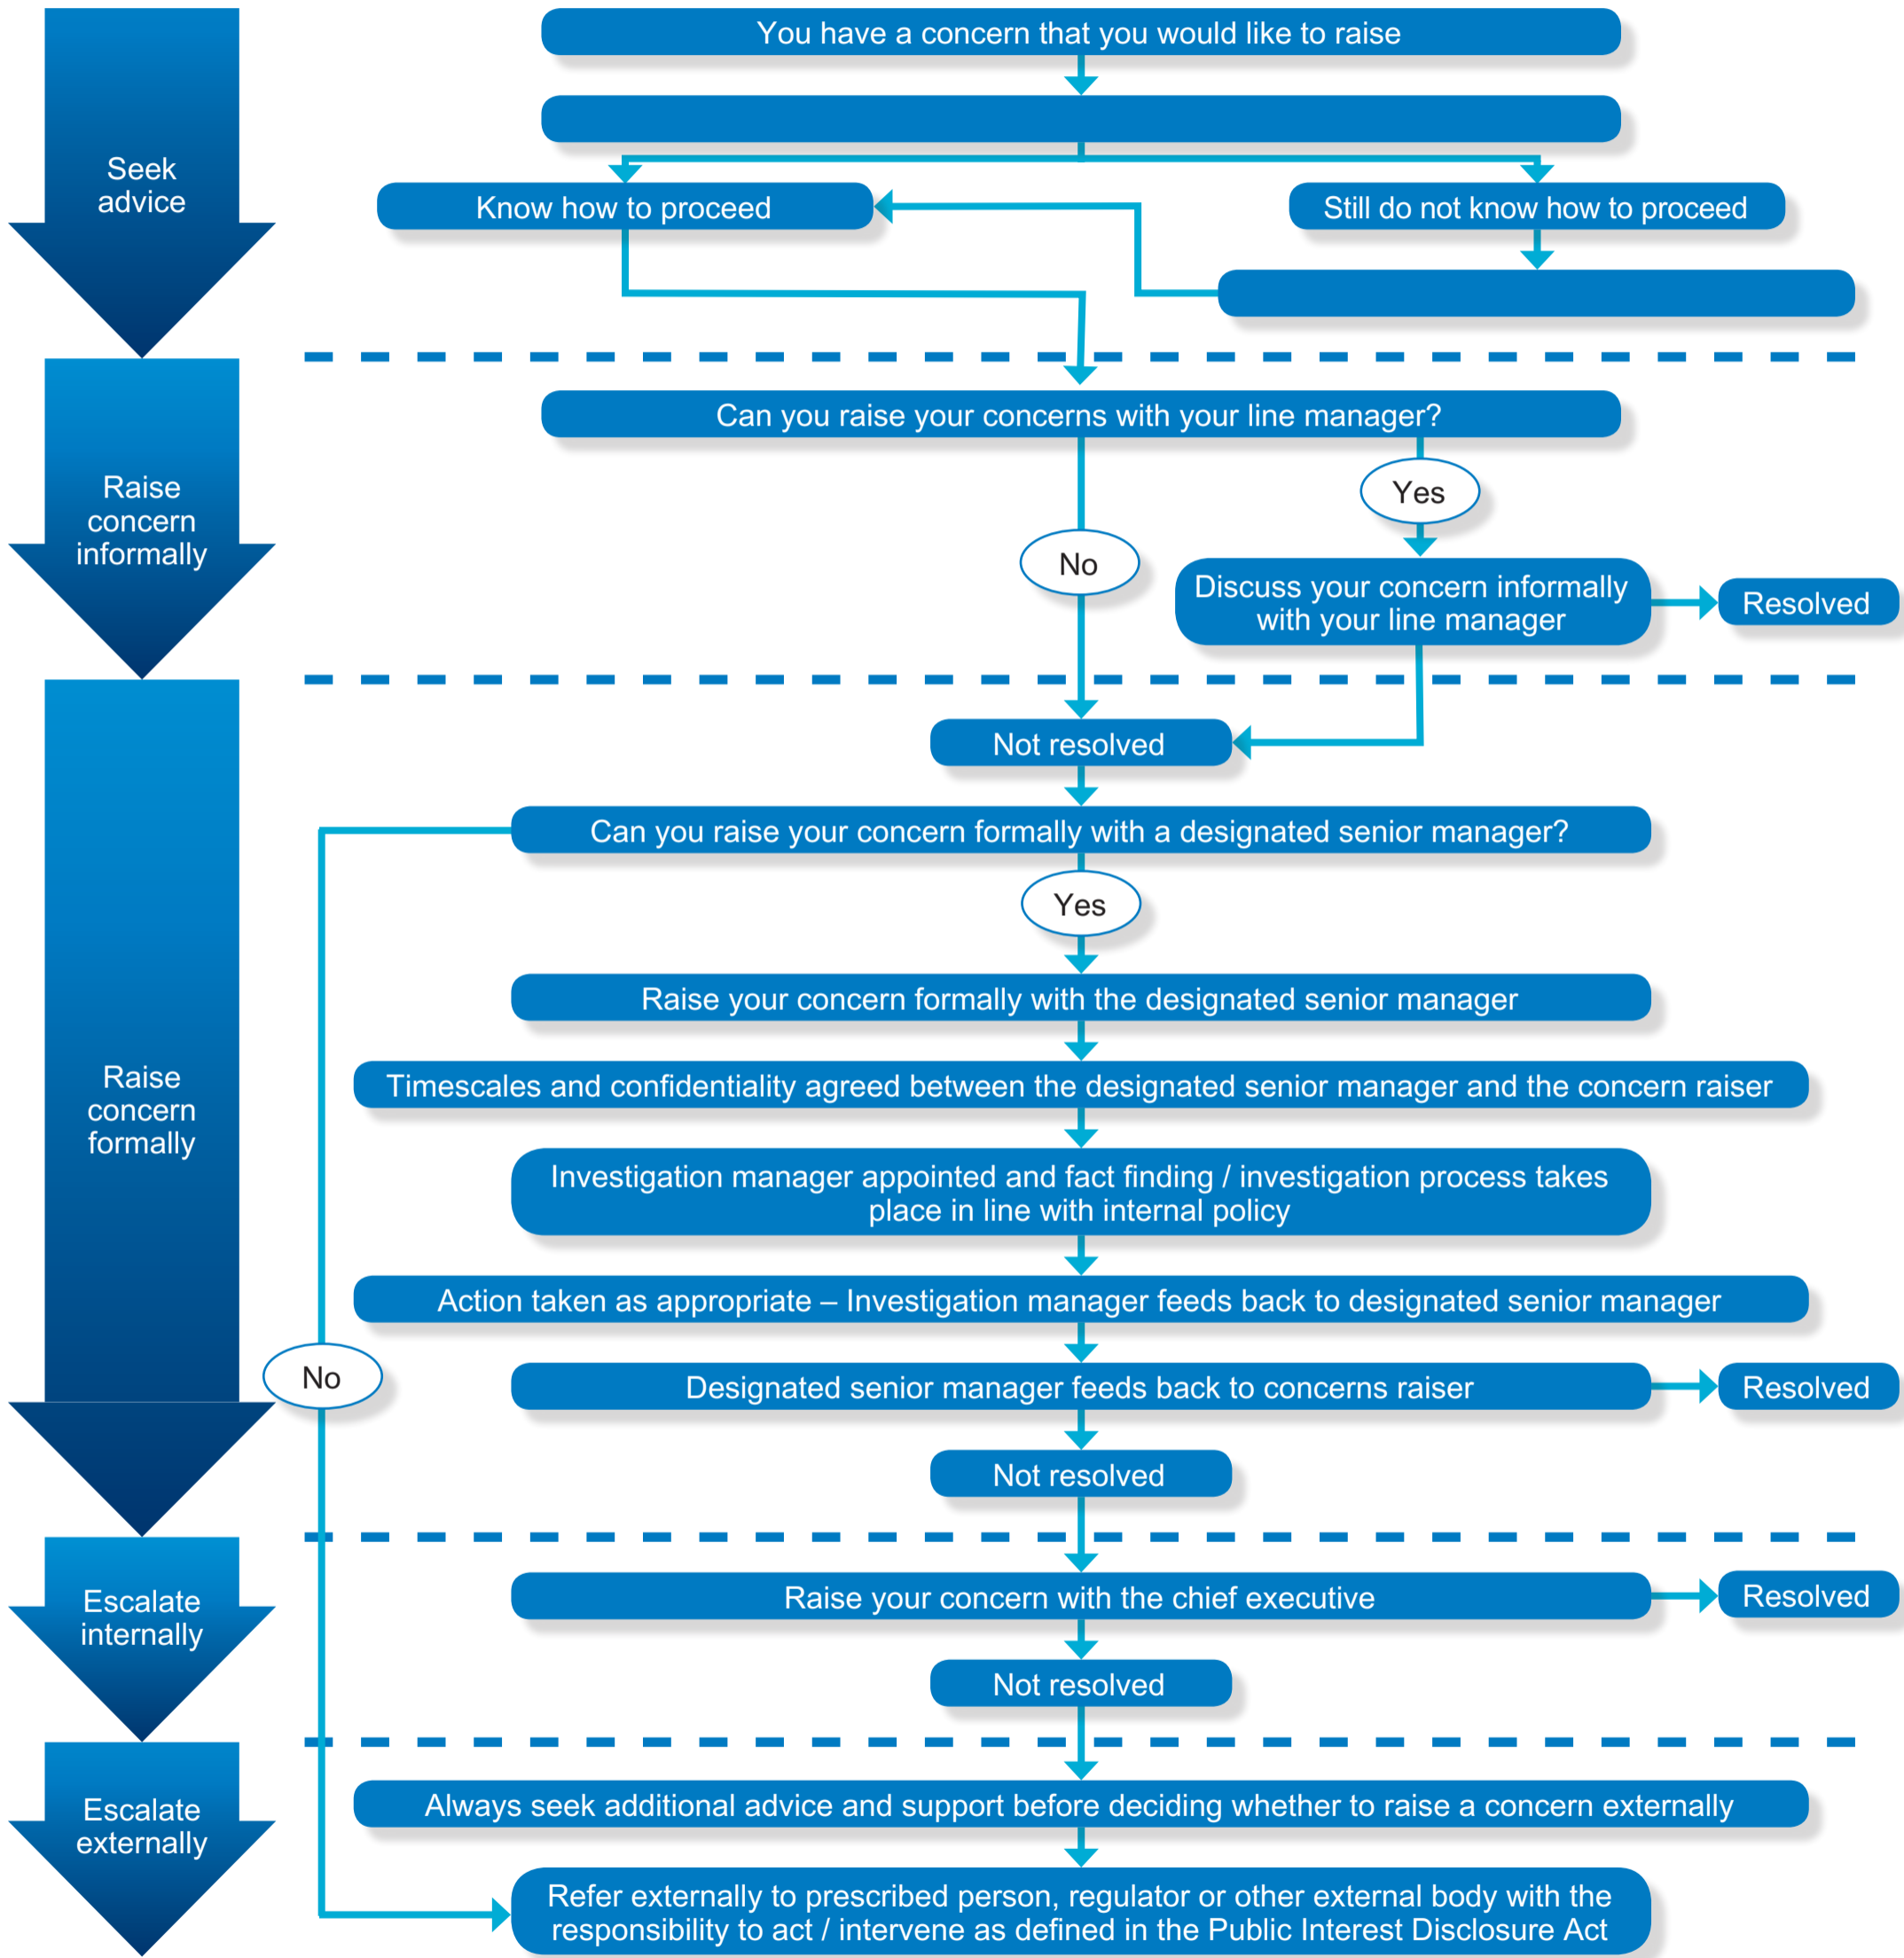 You have a concern that you would like to raise
Seek
advice
Know how to proceed
Still do not know how to proceed
Can you raise your concerns with your line manager?
Raise
concern
informally
Yes
No
Discuss your concern informally
with your line manager
Resolved
Not resolved
Can you raise your concern formally with a designated senior manager?
Yes
Raise your concern formally with the designated senior manager
Raise
concern
formally
Timescales and confidentiality agreed between the designated senior manager and the concern raiser
Investigation manager appointed and fact finding / investigation process takes
place in line with internal policy
Action taken as appropriate – Investigation manager feeds back to designated senior manager
No
Designated senior manager feeds back to concerns raiser
Resolved
Not resolved
Escalate
internally
Raise your concern with the chief executive
Resolved
Not resolved
Escalate
externally
Always seek additional advice and support before deciding whether to raise a concern externally
Refer externally to prescribed person, regulator or other external body with the
responsibility to act / intervene as defined in the Public Interest Disclosure Act